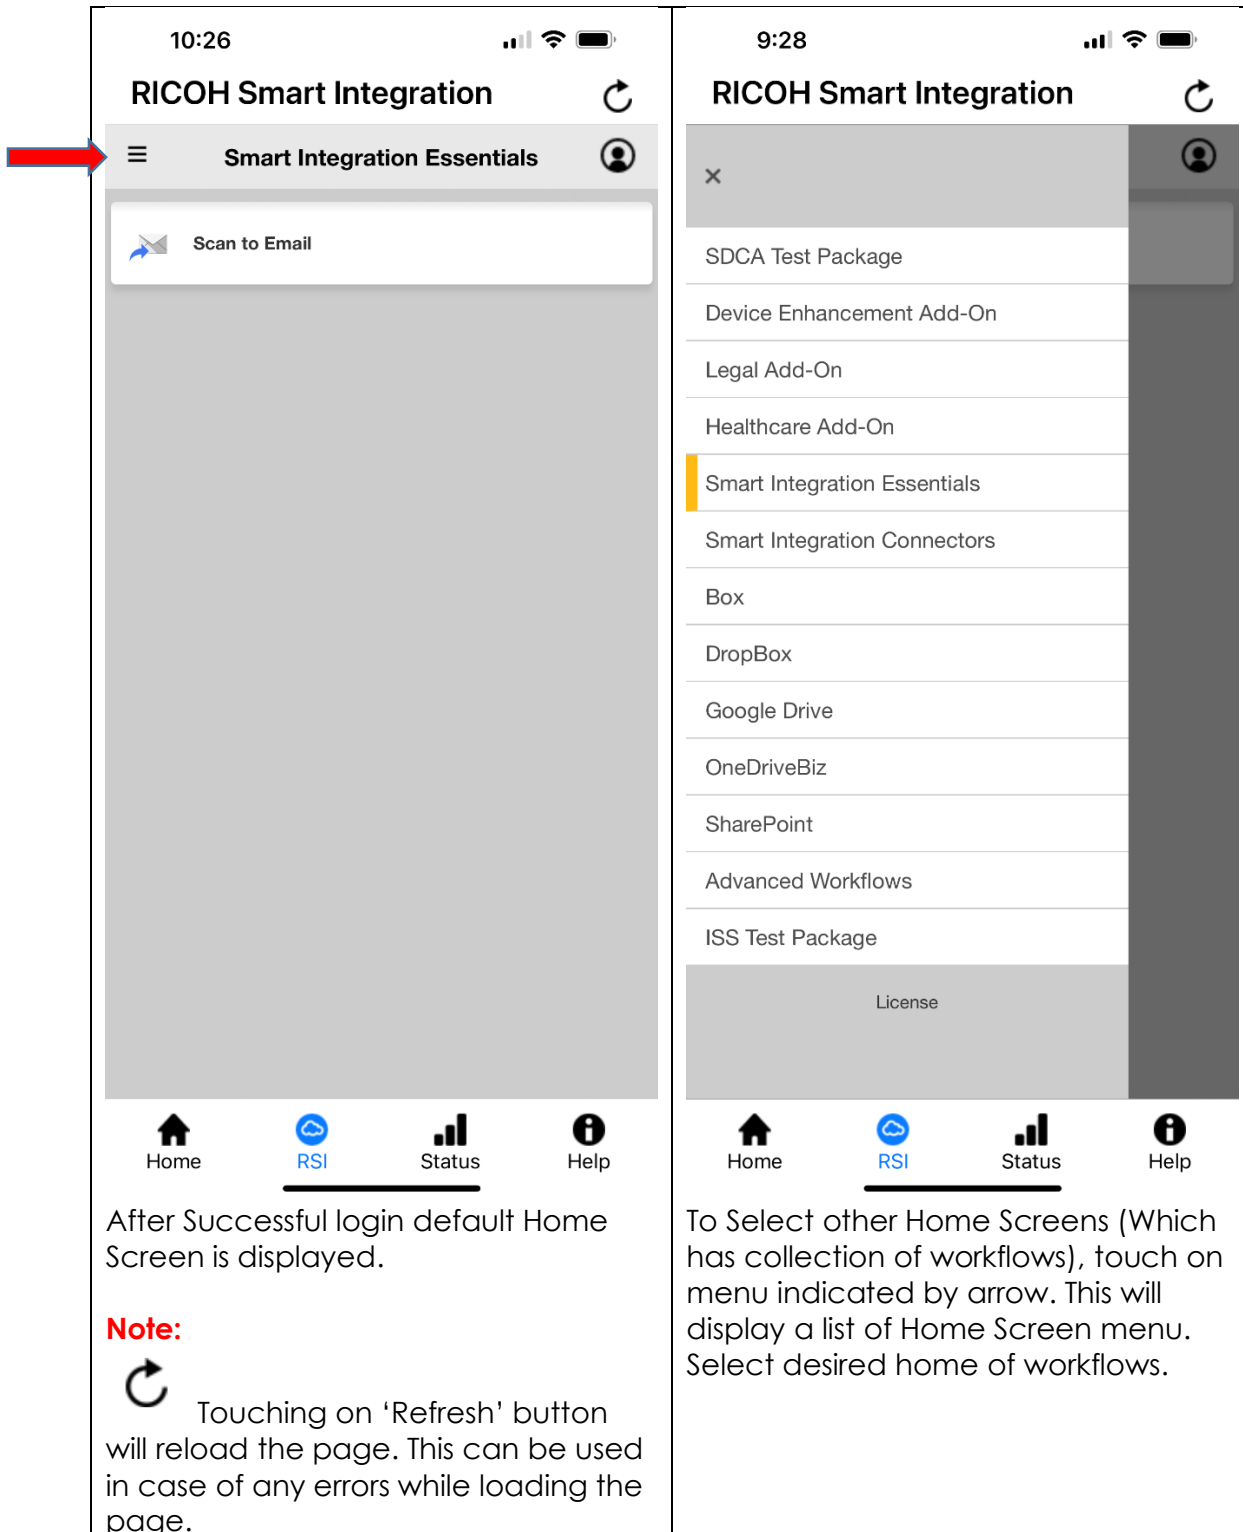 10:26
RICOH Smart Integration
Smart Integration Essentials
Scan to Email
Home
RSI
Status
Help
After Successful login default Home
Screen is displayed.
Note:
Touching on ‘Refresh’ button
will reload the page. This can be used
in case of any errors while loading the
page.
9:28
RICOH Smart Integration
SDCA Test Package
Device Enhancement Add-On
Legal Add-On
Healthcare Add-On
Smart Integration Essentials
Smart Integration Connectors
Box
DropBox
Google Drive
OneDriveBiz
SharePoint
Advanced Workflows
ISS Test Package
License
Home
RSI
Status
Help
To Select other Home Screens (Which
has collection of workflows), touch on
menu indicated by arrow. This will
display a list of Home Screen menu.
Select desired home of workflows.